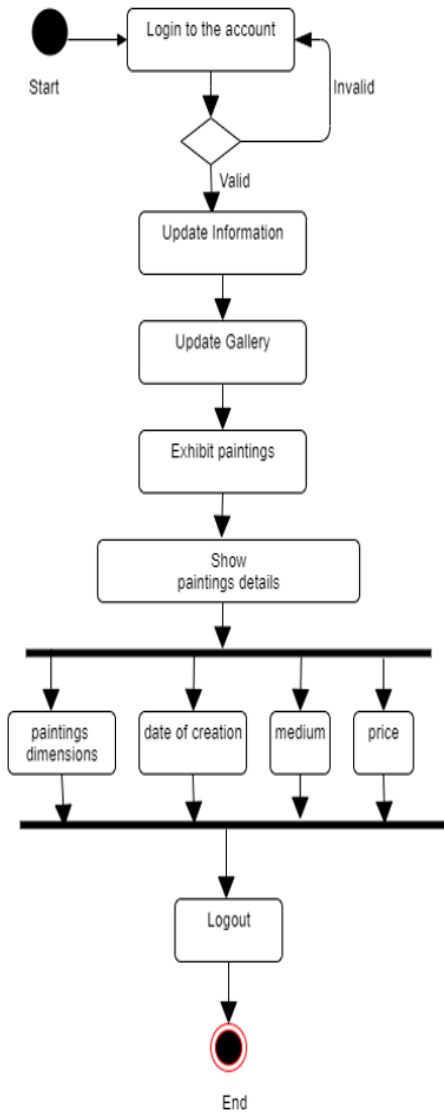 Login to the account
Start
Invalid
Valid
Update Information
Update Gallery
Exhibit paintings
Show
paintings details
paintings
dimensions
date of creation
medium
price
Logout
End